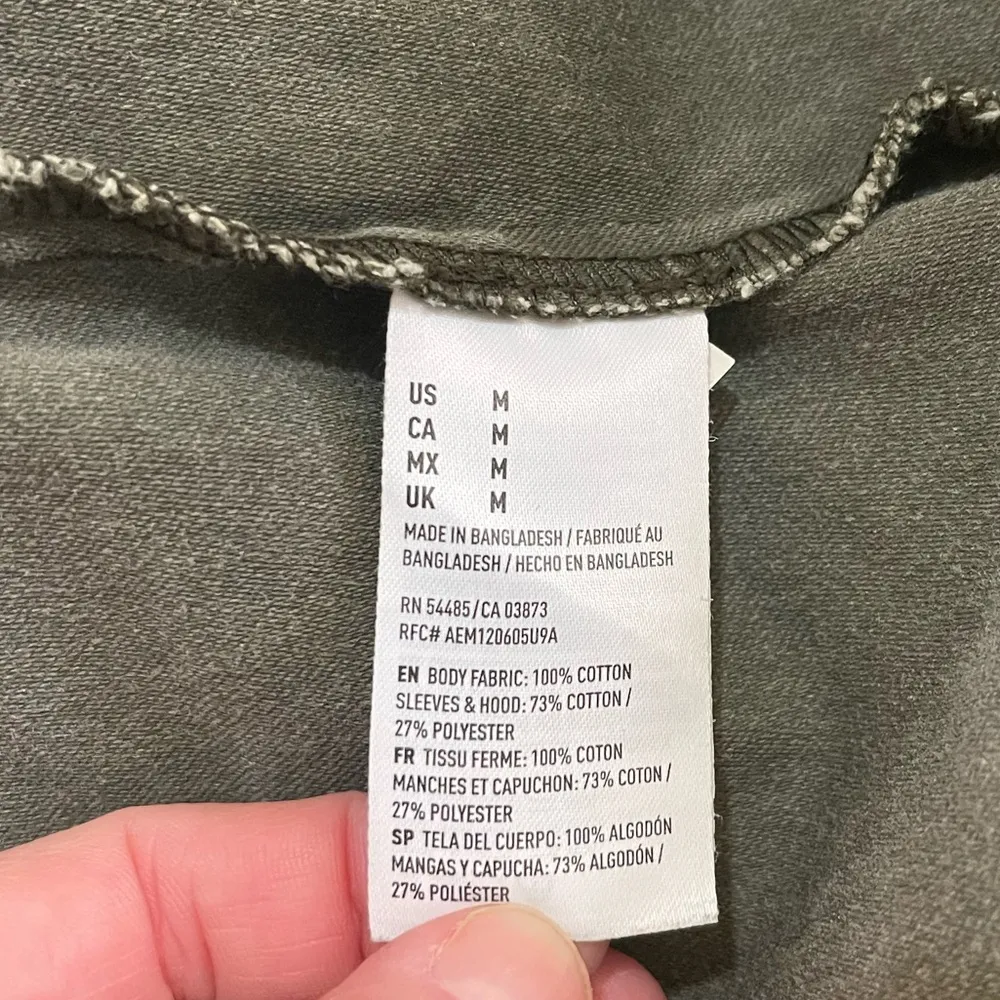 US M
CA M
MX M
UK M
MADE IN BANGLADESH / FABRIQUÉ AU
BANGLADESH / HECHO EN BANGLADESH
RN 54485/CA 03873
RFC# AEM120605U9A
EN BODY FABRIC: 100% COTTON
SLEEVES & HOOD: 73% COTTON /
27% POLYESTER
FR TISSU FERME: 100% COTON
MANCHES ET CAPUCHON: 73% COTON /
27% POLYESTER
SP TELA DEL CUERPO: 100% ALGODÓN
MANGAS Y CAPUCHA: 73% ALGODÓN /
27% POLIÉSTER